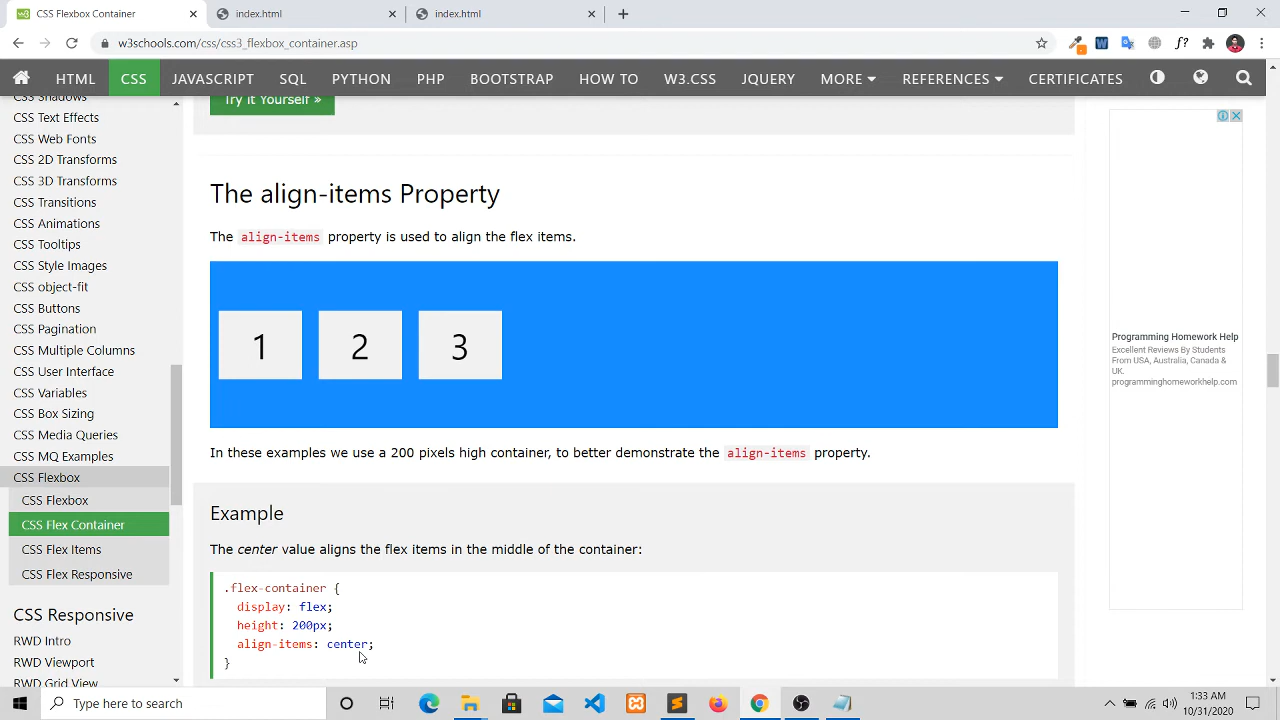 CSS Flexbox Container
index.html
index.html
w3schools.com/css/css3_flexbox_container.asp
HTML CSS JAVASCRIPT SQL PYTHON PHP BOOTSTRAP HOW TO W3.CSS JQUERY MORE REFERENCES CERTIFICATES
CSS Shadows
CSS Text Effects
CSS Web Fonts
CSS 2D Transforms
CSS 3D Transforms
CSS Transitions
CSS Animations
CSS Tooltips
CSS Style Images
CSS object-fit
CSS Buttons
CSS Pagination
CSS Multiple Columns
CSS User Interface
CSS Variables
CSS Box Sizing
CSS Media Queries
CSS MQ Examples
CSS Flexbox
CSS Flexbox
CSS Flex Container
CSS Flex Items
CSS Flex Responsive
CSS Responsive
RWD Intro
RWD Viewport
RWD Grid View
Try it Yourself »
The align-items Property
The align-items property is used to align the flex items.
1 2 3
In these examples we use a 200 pixels high container, to better demonstrate the align-items property.
Example
The center value aligns the flex items in the middle of the container:
.flex-container {
display: flex;
height: 200px;
align-items: center;
}
Programming Homework Help
Excellent Reviews By Students
From USA, Australia, Canada &
UK.
programminghomeworkhelp.com
Type here to search
1:33 AM
10/31/2020